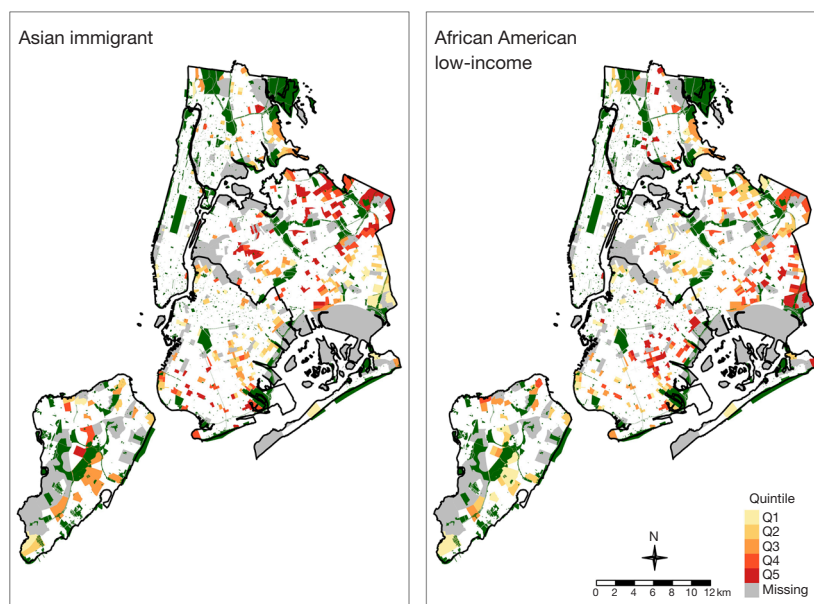 Asian immigrant
African American
low-income
Quintile
Q1
Q2
Q3
Q4
Q5
Missing
N
0 2 4 6 8 10 12 km